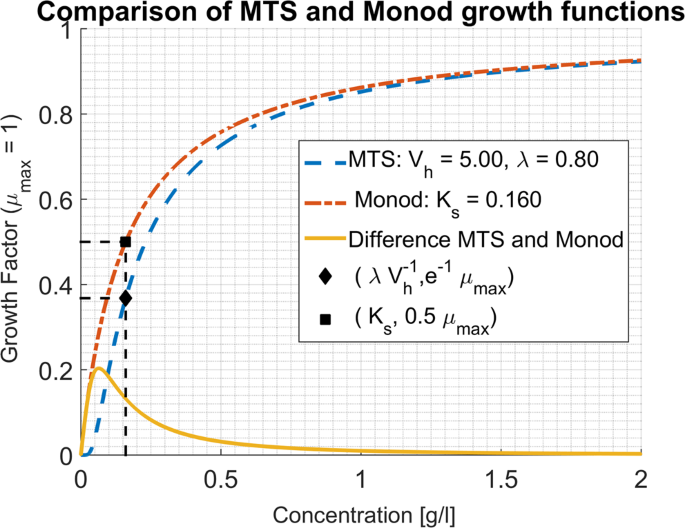 Comparison of MTS and Monod growth functions
1
0.8
0.6
0.4
0.2
0
Growth Factor (μmax = 1)
MTS: Vh = 5.00, λ = 0.80
Monod: Ks = 0.160
Difference MTS and Monod
( λ Vh-1,e-1 μmax)
( Ks, 0.5 μmax)
0 0.5 1 1.5 2
Concentration [g/l]